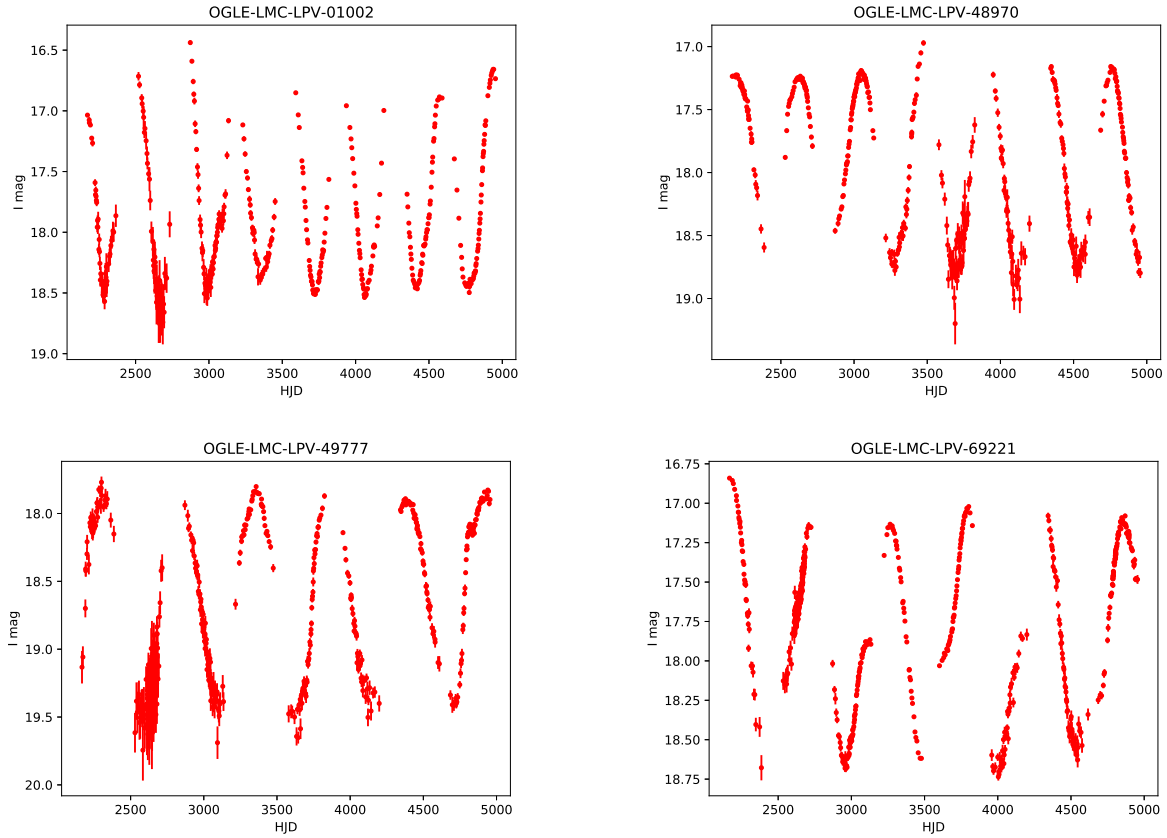 OGLE-LMC-LPV-01002
16.5
17.0
17.5
18.0
18.5
19.0
I mag
2500 3000 3500 4000 4500 5000
HJD
OGLE-LMC-LPV-48970
17.0
17.5
18.0
18.5
19.0
I mag
2500 3000 3500 4000 4500 5000
HJD
OGLE-LMC-LPV-49777
18.0
18.5
19.0
19.5
20.0
I mag
2500 3000 3500 4000 4500 5000
HJD
OGLE-LMC-LPV-69221
16.75
17.00
17.25
17.50
17.75
18.00
18.25
18.50
18.75
I mag
2500 3000 3500 4000 4500 5000
HJD